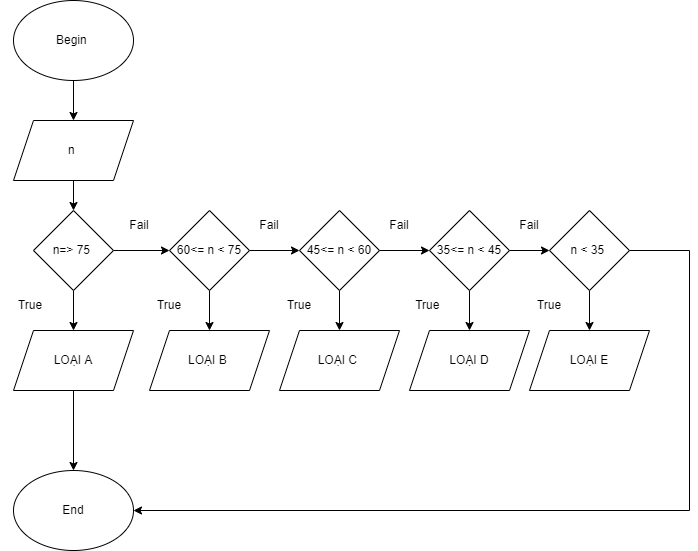 Begin
n
Fail
Fail
Fail
Fail
n=> 75
60<= n < 75
45<= n < 60
35<= n < 45
n < 35
True
True
True
True
True
LOẠI A
LOẠI B
LOẠI C
LOẠI D
LOẠI E
End